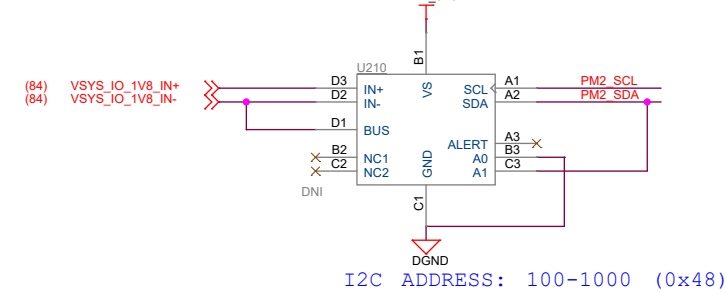 B1
U210
(84) VSYS_IO_1V8_IN+ D3 IN+ VS SCL A1 PM2_SCL
(84) VSYS_IO_1V8_IN- D2 IN- SDA A2 PM2_SDA
D1 BUS
ALERT A3
B2 NC1 GND A0 B3
C2 NC2 A1 C3
DNI
C1
DGND
I2C ADDRESS: 100-1000 (0x48)